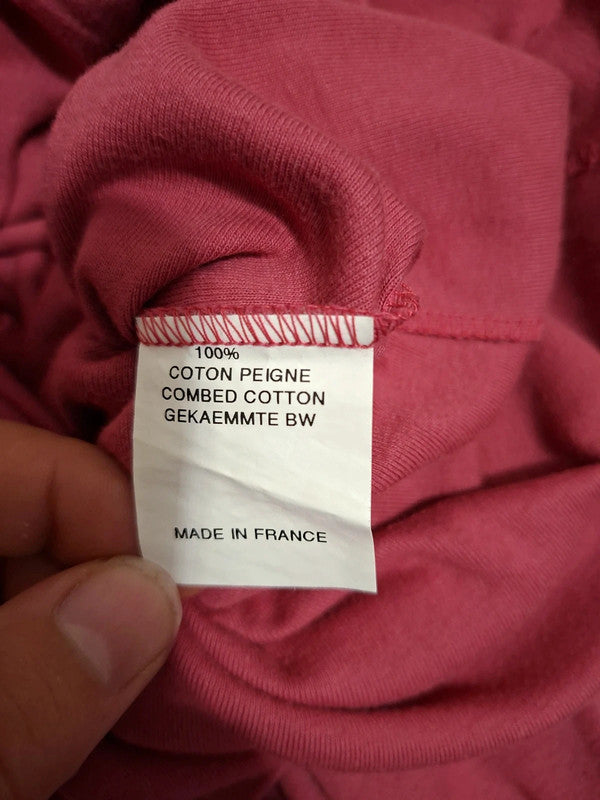 100%
COTON PEIGNE
COMBED COTTON
GEKAEMMTE BW
MADE IN FRANCE